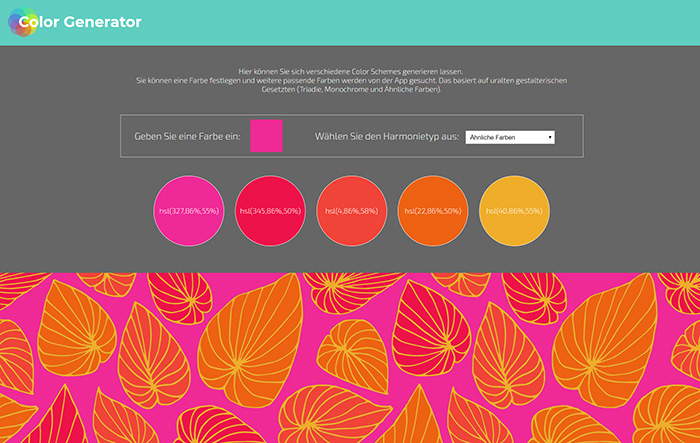 Color Generator
Hier können Sie sich verschiedene Color Schemes generieren lassen.
Sie können eine Farbe festlegen und weitere passende Farben werden von der App gesucht. Das basiert auf uralten gestalterischen
Gesetzten (Triadie, Monochrome und Ähnliche Farben).
Geben Sie eine Farbe ein:
Wählen Sie den Harmonietyp aus:
Ähnliche Farben
hsl(327,86%,55%)
hsl(345,86%,50%)
hsl(4,86%,58%)
hsl(22,86%,50%)
hsl(40,86%,55%)